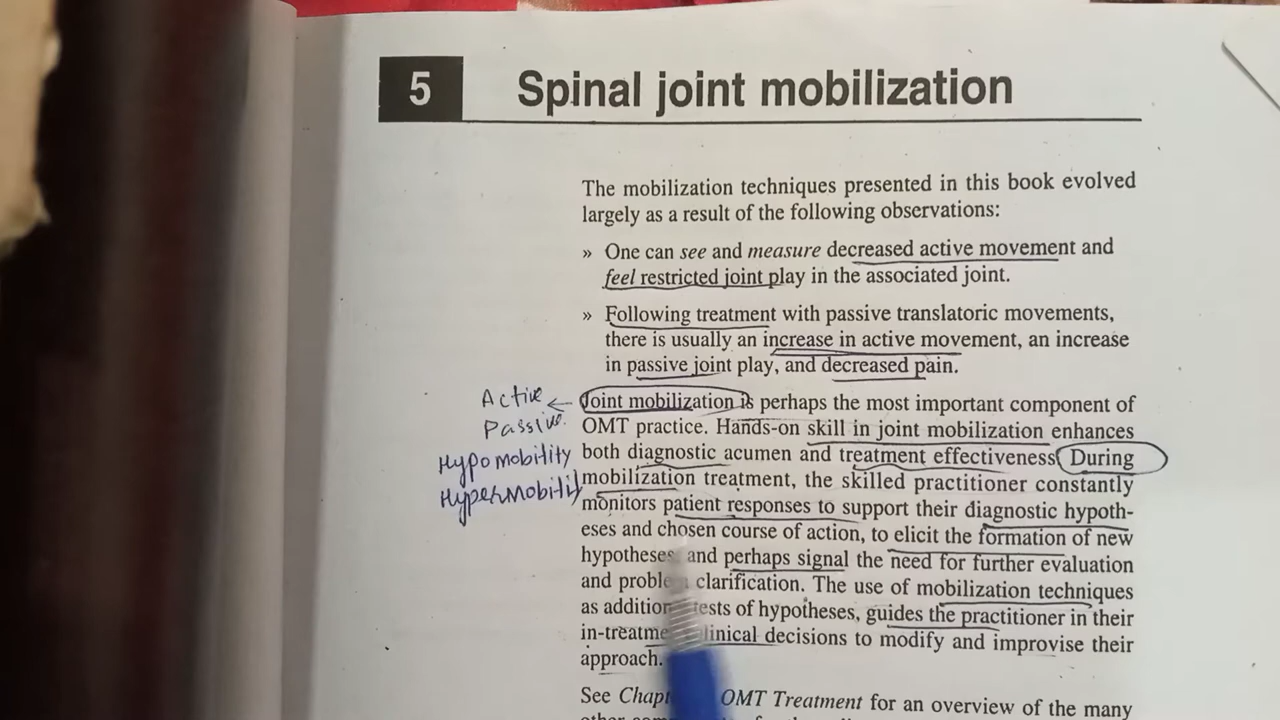 5 Spinal joint mobilization
The mobilization techniques presented in this book evolved
largely as a result of the following observations:
» One can see and measure decreased active movement and
feel restricted joint play in the associated joint.
» Following treatment with passive translatoric movements,
there is usually an increase in active movement, an increase
in passive joint play, and decreased pain.
Active ←
Passive
Hypomobility
Joint mobilization is perhaps the most important component of
OMT practice. Hands-on skill in joint mobilization enhances
both diagnostic acumen and treatment effectiveness During
mobilization treatment, the skilled practitioner constantly
monitors patient responses to support their diagnostic hypoth-
eses and chosen course of action, to elicit the formation of new
hypotheses and perhaps signal the need for further evaluation
and clarification. The use of mobilization techniques
as of hypotheses, guides the practitioner in their
decisions to modify and improvise their
approach.
See OMT Treatment for an overview of the many